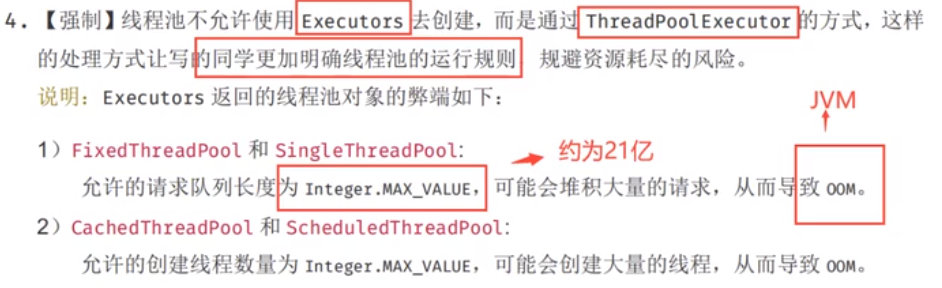 4.【强制】线程池不允许使用 Executors 去创建，而是通过 ThreadPoolExecutor 的方式，这样
的处理方式让写的同学更加明确线程池的运行规则，规避资源耗尽的风险。
说明：Executors 返回的线程池对象的弊端如下：
JVM
1）FixedThreadPool 和 SingleThreadPool:
约为21亿
允许的请求队列长度为 Integer.MAX_VALUE，可能会堆积大量的请求，从而导致 OOM。
2）CachedThreadPool 和 ScheduledThreadPool:
允许的创建线程数量为 Integer.MAX_VALUE，可能会创建大量的线程，从而导致 OOM。